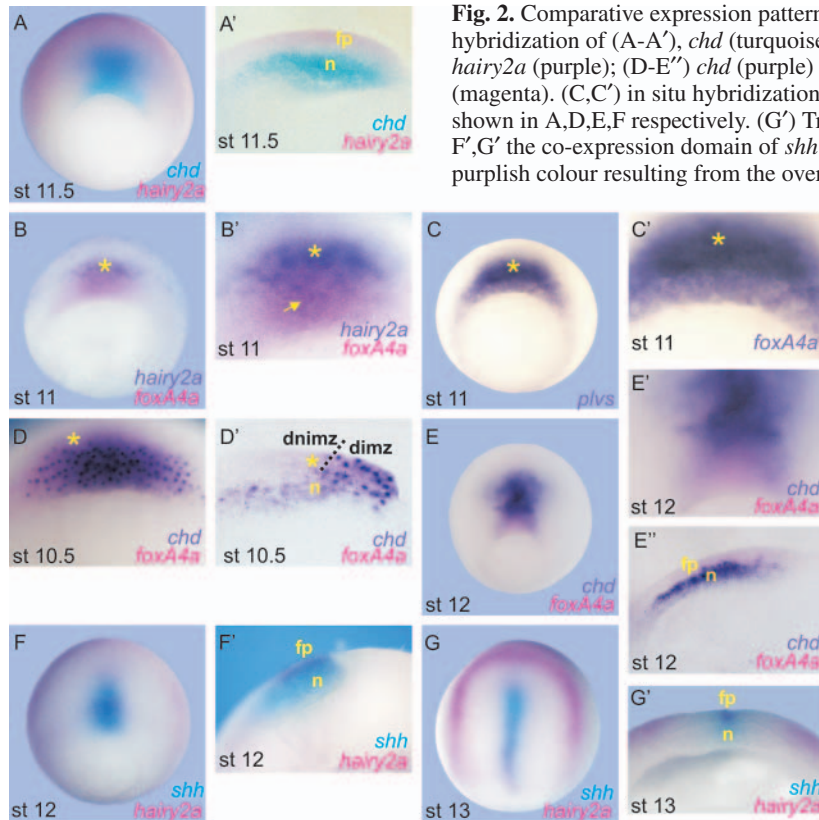 Fig. 2. Comparative expression pattern
hybridization of (A-A′), chd (turquoise
hairy2a (purple); (D-E′′) chd (purple)
(magenta). (C,C′) in situ hybridization
shown in A,D,E,F respectively. (G′) Tr
F′,G′ the co-expression domain of shh
purplish colour resulting from the over
A
chd
st 11.5
hairy2a
A'
fp
n
chd
st 11.5
hairy2a
B
*
hairy2a
st 11
foxA4a
B'
*
hairy2a
st 11
foxA4a
C
*
st 11
plvs
C'
*
st 11
foxA4a
D
*
chd
st 10.5
foxA4a
D'
dnimz
dimz
*
n
chd
st 10.5
foxA4a
E
chd
st 12
foxA4a
E'
chd
st 12
foxA4a
E''
fp
n
chd
st 12
foxA4a
F
shh
st 12
hairy2a
F'
fp
n
shh
st 12
hairy2a
G
shh
st 13
hairy2a
G'
fp
n
shh
st 13
hairy2a